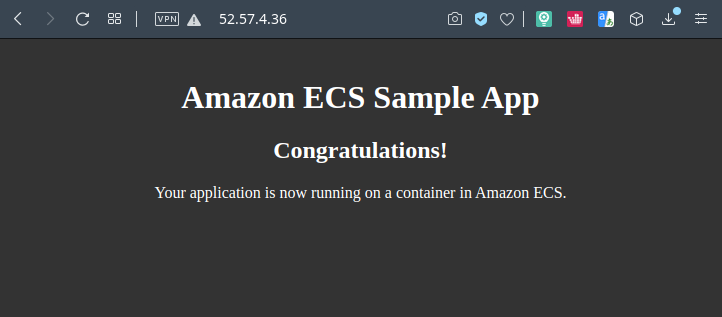 VPN 52.57.4.36
Amazon ECS Sample App
Congratulations!
Your application is now running on a container in Amazon ECS.